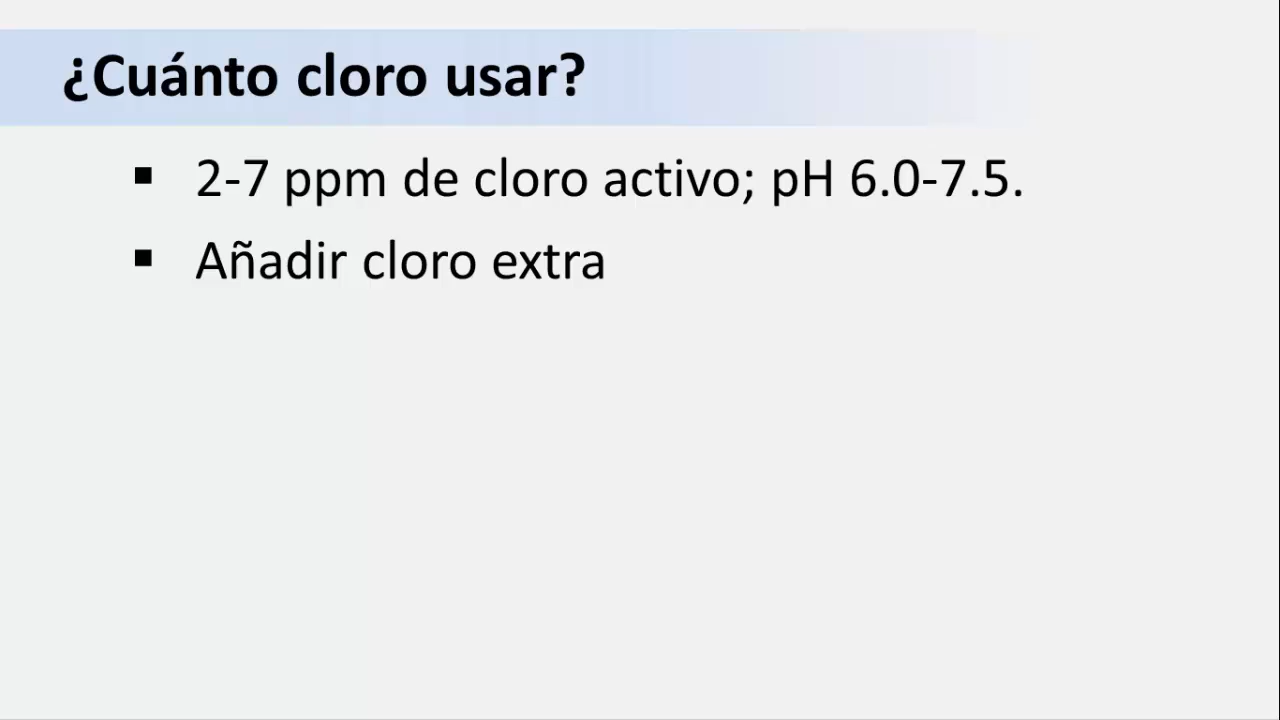 ¿Cuánto cloro usar?
▪ 2-7 ppm de cloro activo; pH 6.0-7.5.
▪ Añadir cloro extra